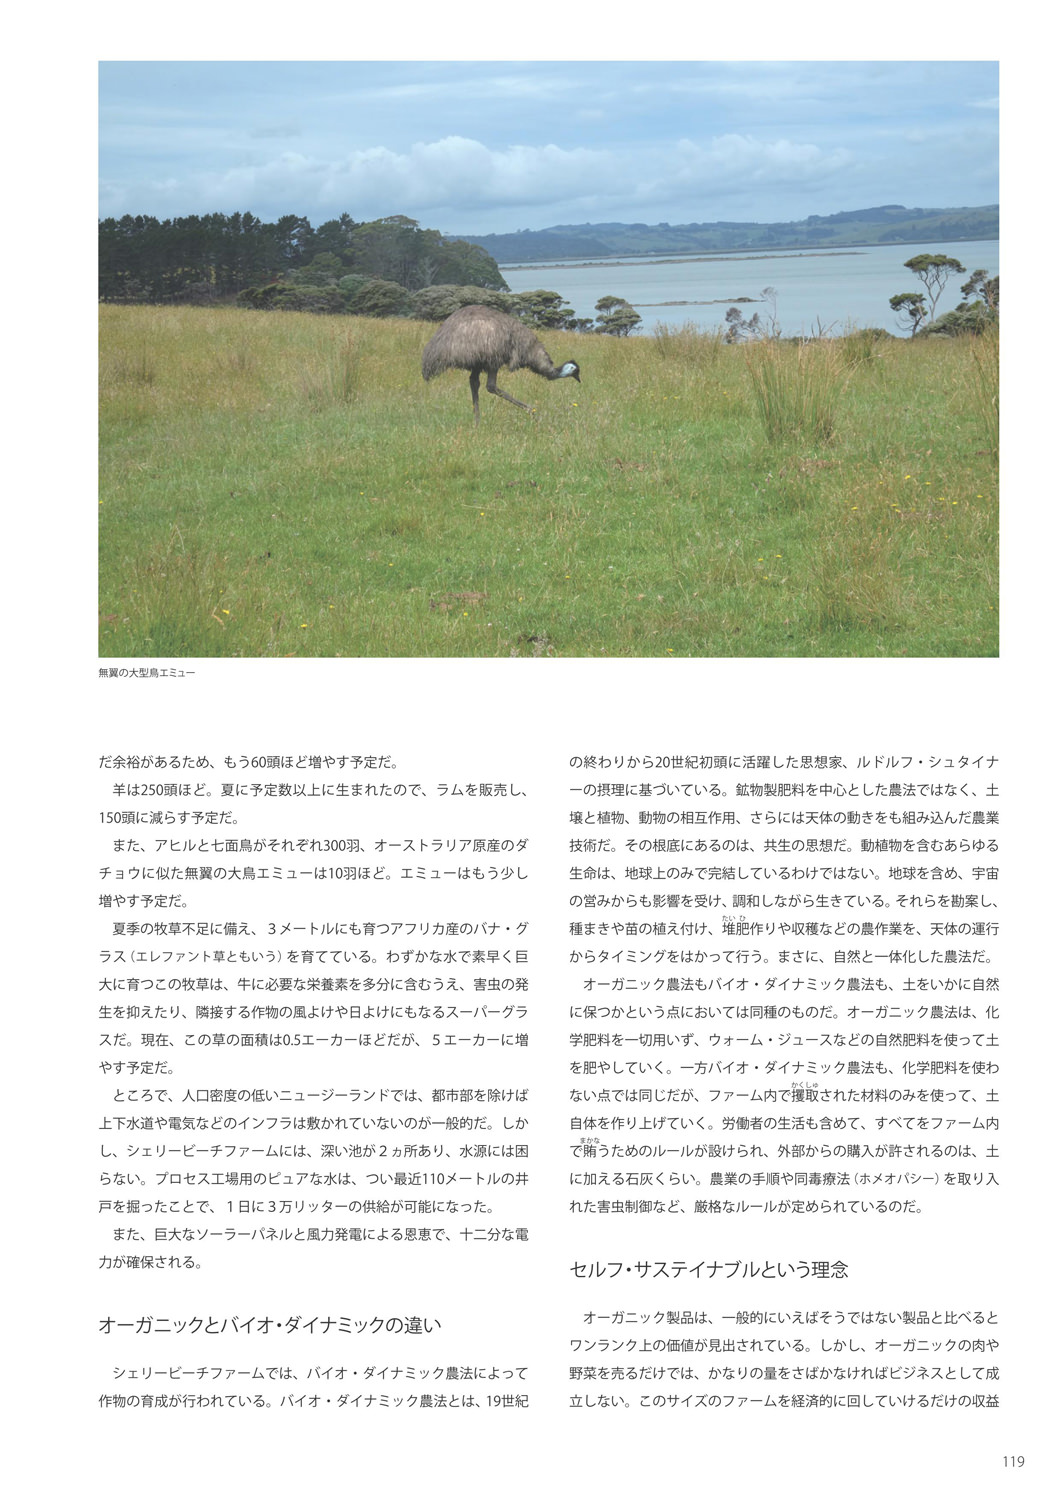 無翼の大型鳥エミュー
だ余裕があるため、もう60頭ほど増やす予定だ。
羊は250頭ほど。夏に予定数以上に生まれたので、ラムを販売し、
150頭に減らす予定だ。
また、アヒルと七面鳥がそれぞれ300羽、オーストラリア原産のダ
チョウに似た無翼の大鳥エミューは10羽ほど。エミューはもう少し
増やす予定だ。
夏季の牧草不足に備え、3メートルにも育つアフリカ産のバナ・グ
ラス(エレファント草ともいう)を育てている。わずかな水で素早く巨
大に育つこの牧草は、牛に必要な栄養素を多分に含むうえ、害虫の発
生を抑えたり、隣接する作物の風よけや日よけにもなるスーパーグラ
スだ。現在、この草の面積は0.5エーカーほどだが、5エーカーに増
やす予定だ。
ところで、人口密度の低いニュージーランドでは、都市部を除けば
上下水道や電気などのインフラは敷かれていないのが一般的だ。しか
し、シェリービーチファームには、深い池が2ヵ所あり、水源には困
らない。プロセス工場用のピュアな水は、つい最近110メートルの井
戸を掘ったことで、1日に3万リッターの供給が可能になった。
また、巨大なソーラーパネルと風力発電による恩恵で、十二分な電
力が確保される。
オーガニックとバイオ・ダイナミックの違い
シェリービーチファームでは、バイオ・ダイナミック農法によって
作物の育成が行われている。バイオ・ダイナミック農法とは、19世紀
の終わりから20世紀初頭に活躍した思想家、ルドルフ・シュタイナ
ーの摂理に基づいている。鉱物製肥料を中心とした農法ではなく、土
壌と植物、動物の相互作用、さらには天体の動きをも組み込んだ農業
技術だ。その根底にあるのは、共生の思想だ。動植物を含むあらゆる
生命は、地球上のみで完結しているわけではない。地球を含め、宇宙
の営みからも影響を受け、調和しながら生きている。それらを勘案し、
たいひ
種まきや苗の植え付け、堆肥作りや収穫などの農作業を、天体の運行
からタイミングをはかって行う。まさに、自然と一体化した農法だ。
オーガニック農法もバイオ・ダイナミック農法も、土をいかに自然
に保つかという点においては同種のものだ。オーガニック農法は、化
学肥料を一切用いず、ウォーム・ジュースなどの自然肥料を使って土
を肥やしていく。一方バイオ・ダイナミック農法も、化学肥料を使わ
かくしゅ
ない点では同じだが、ファーム内で攫取された材料のみを使って、土
自体を作り上げていく。労働者の生活も含めて、すべてをファーム内
まかな
で賄うためのルールが設けられ、外部からの購入が許されるのは、土
に加える石灰くらい。農業の手順や同毒療法(ホメオパシー)を取り入
れた害虫制御など、厳格なルールが定められているのだ。
セルフ・サステイナブルという理念
オーガニック製品は、一般的にいえばそうではない製品と比べると
ワンランク上の価値が見出されている。しかし、オーガニックの肉や
野菜を売るだけでは、かなりの量をさばかなければビジネスとして成
立しない。このサイズのファームを経済的に回していけるだけの収益
119